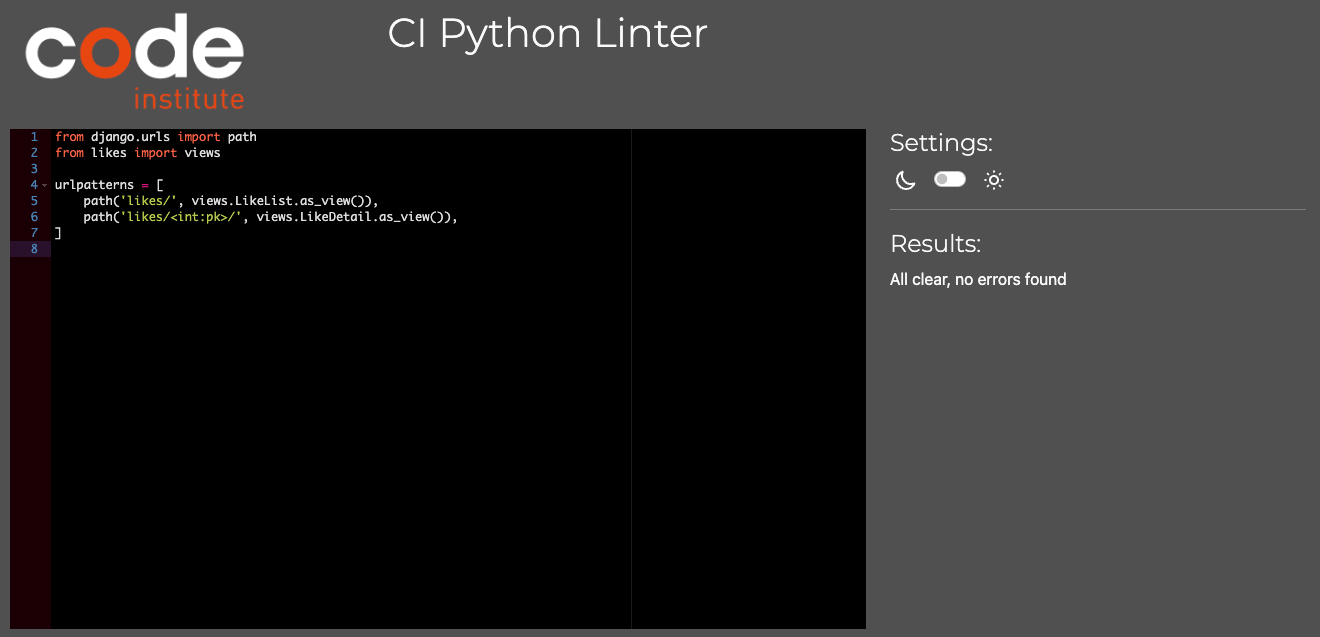 code
institute
CI Python Linter
1 from django.urls import path
2 from likes import views
3
4 urlpatterns = [
5     path('likes/', views.LikeList.as_view()),
6     path('likes/<int:pk>/', views.LikeDetail.as_view()),
7 ]
8
Settings:
Results:
All clear, no errors found